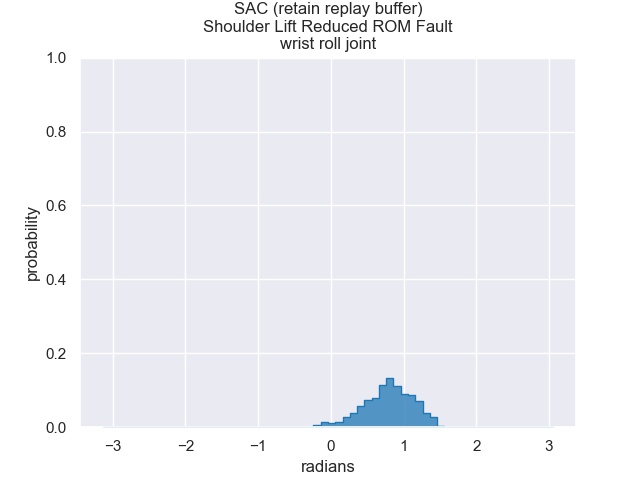 SAC (retain replay buffer)
Shoulder Lift Reduced ROM Fault
wrist roll joint
1.0
0.8
0.6
0.4
0.2
0.0
probability
−3 −2 −1 0 1 2 3
radians